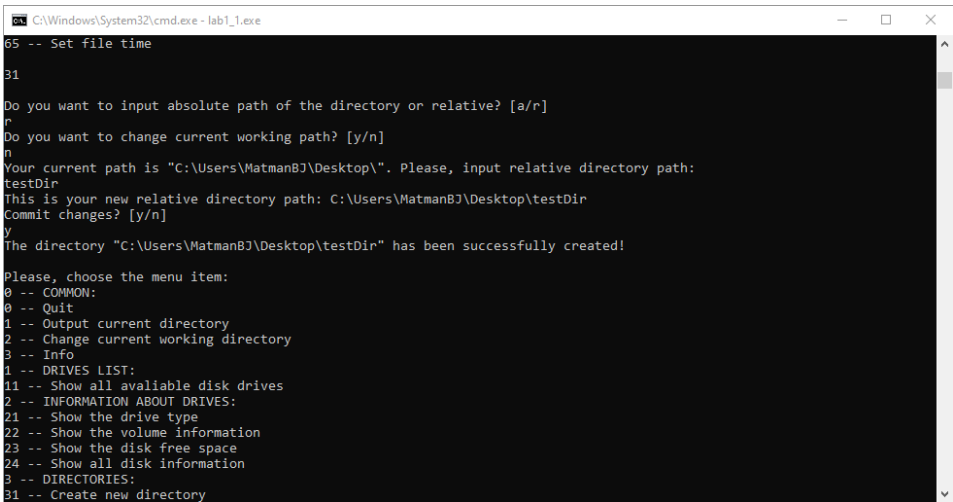 C:\Windows\System32\cmd.exe - lab1_1.exe
65 -- Set file time
31
Do you want to input absolute path of the directory or relative? [a/r]
r
Do you want to change current working path? [y/n]
n
Your current path is "C:\Users\MatmanBJ\Desktop\". Please, input relative directory path:
testDir
This is your new relative directory path: C:\Users\MatmanBJ\Desktop\testDir
Commit changes? [y/n]
y
The directory "C:\Users\MatmanBJ\Desktop\testDir" has been successfully created!
Please, choose the menu item:
0 -- COMMON:
0 -- Quit
1 -- Output current directory
2 -- Change current working directory
3 -- Info
1 -- DRIVES LIST:
11 -- Show all avaliable disk drives
2 -- INFORMATION ABOUT DRIVES:
21 -- Show the drive type
22 -- Show the volume information
23 -- Show the disk free space
24 -- Show all disk information
3 -- DIRECTORIES:
31 -- Create new directory